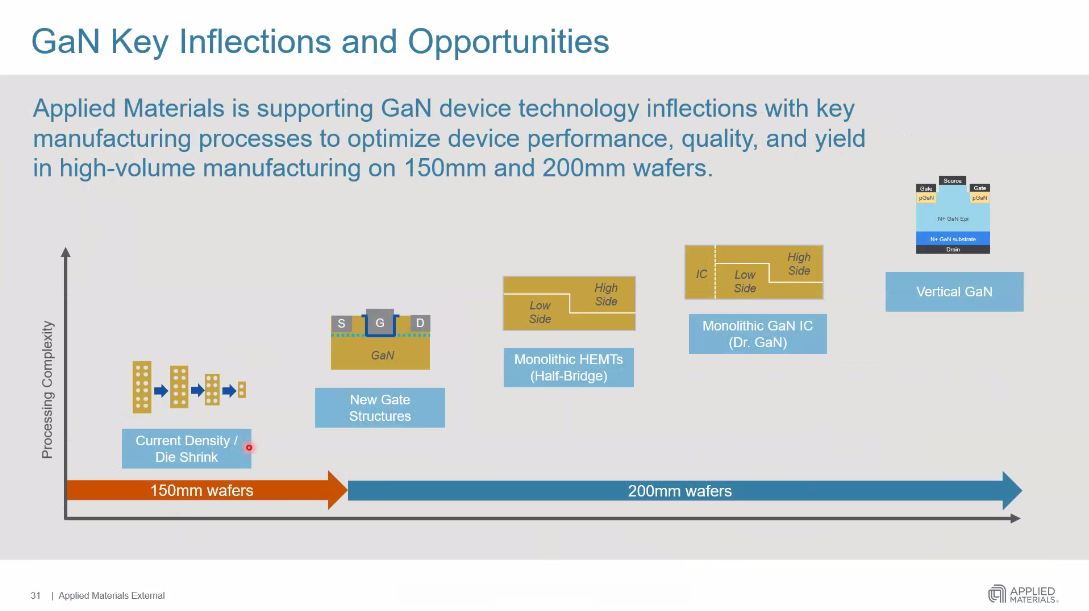 GaN Key Inflections and Opportunities
Applied Materials is supporting GaN device technology inflections with key
manufacturing processes to optimize device performance, quality, and yield
in high-volume manufacturing on 150mm and 200mm wafers.
Processing Complexity
Current Density /
Die Shrink
S G D
GaN
New Gate
Structures
Low
Side
High
Side
Monolithic HEMTs
(Half-Bridge)
IC
Low
Side
High
Side
Monolithic GaN IC
(Dr. GaN)
Source
Gate Gate
pGaN pGaN
N+ GaN Epi
N+ GaN substrate
Drain
Vertical GaN
150mm wafers
200mm wafers
31 | Applied Materials External
APPLIED
MATERIALS